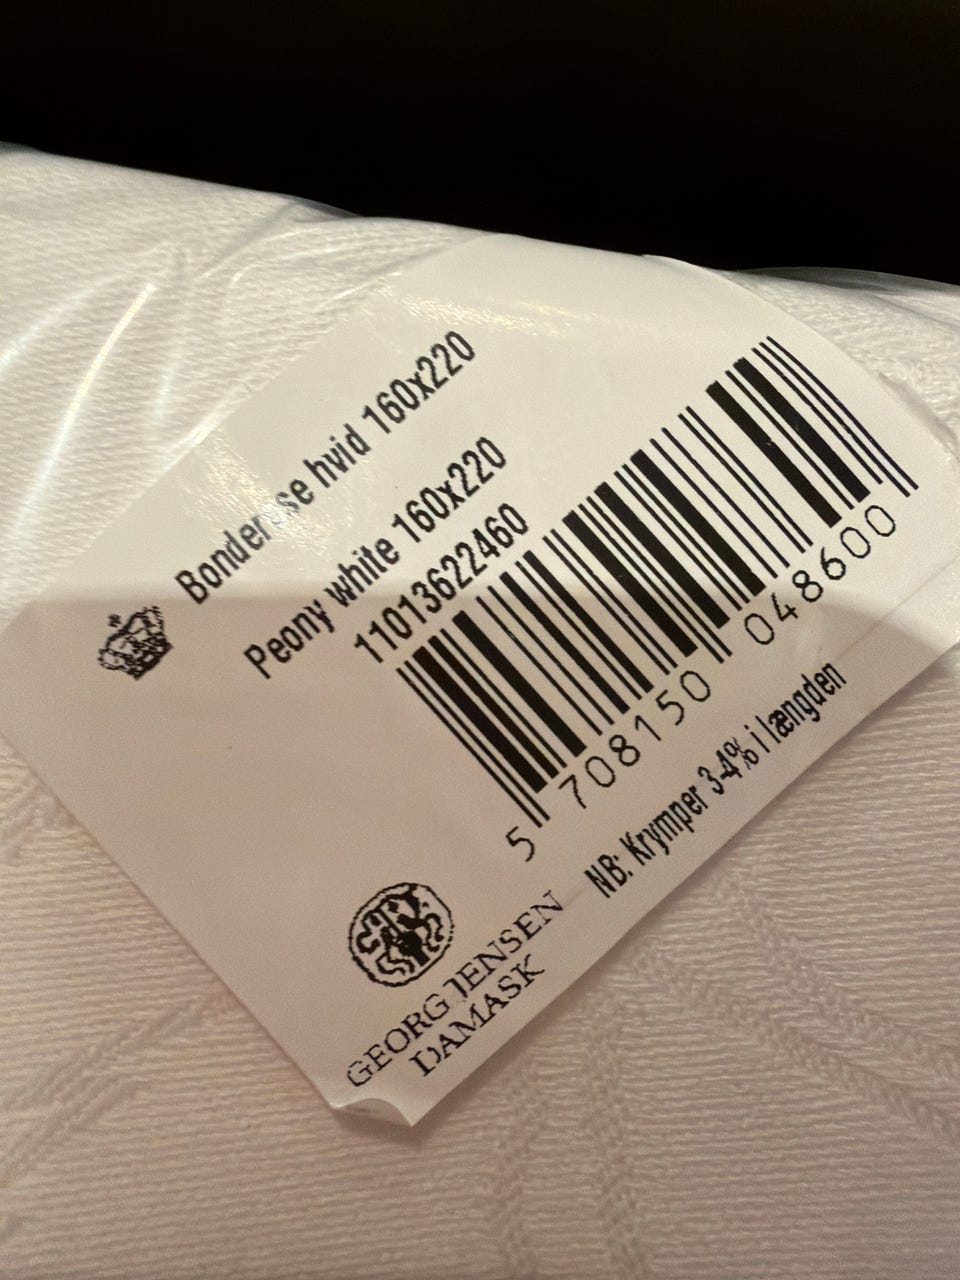 Bonderose hvid 160x220
Peony white 160x220
11013622460
5 708150 048600
NB: Krymper 3-4% i længden
GEORG JENSEN
DAMASK